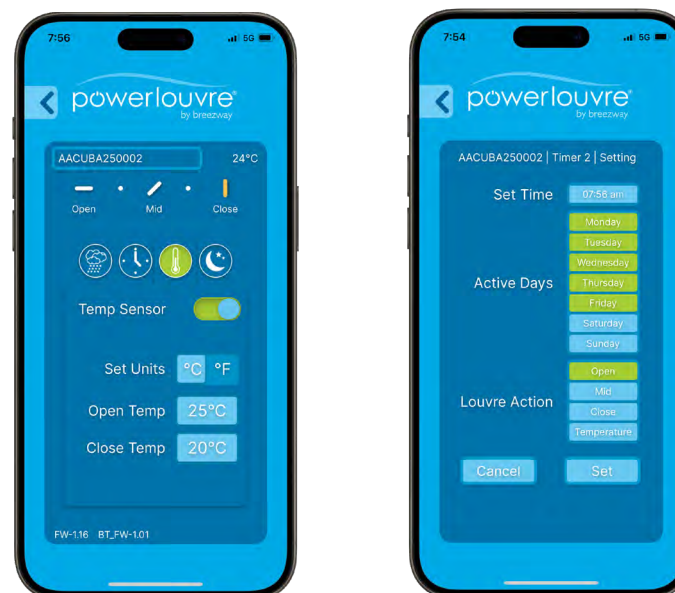 7:56
5G
powerlouvre®
by breezway
AACUBA250002
24°C
Open
Mid
Close
Temp Sensor
Set Units
°C
°F
Open Temp
25°C
Close Temp
20°C
FW-1.16 BT_FW-1.01
7:54
5G
powerlouvre®
by breezway
AACUBA250002 | Timer 2 | Setting
Set Time
07:56 am
Monday
Tuesday
Wednesday
Active Days
Thursday
Friday
Saturday
Sunday
Open
Mid
Louvre Action
Close
Temperature
Cancel
Set